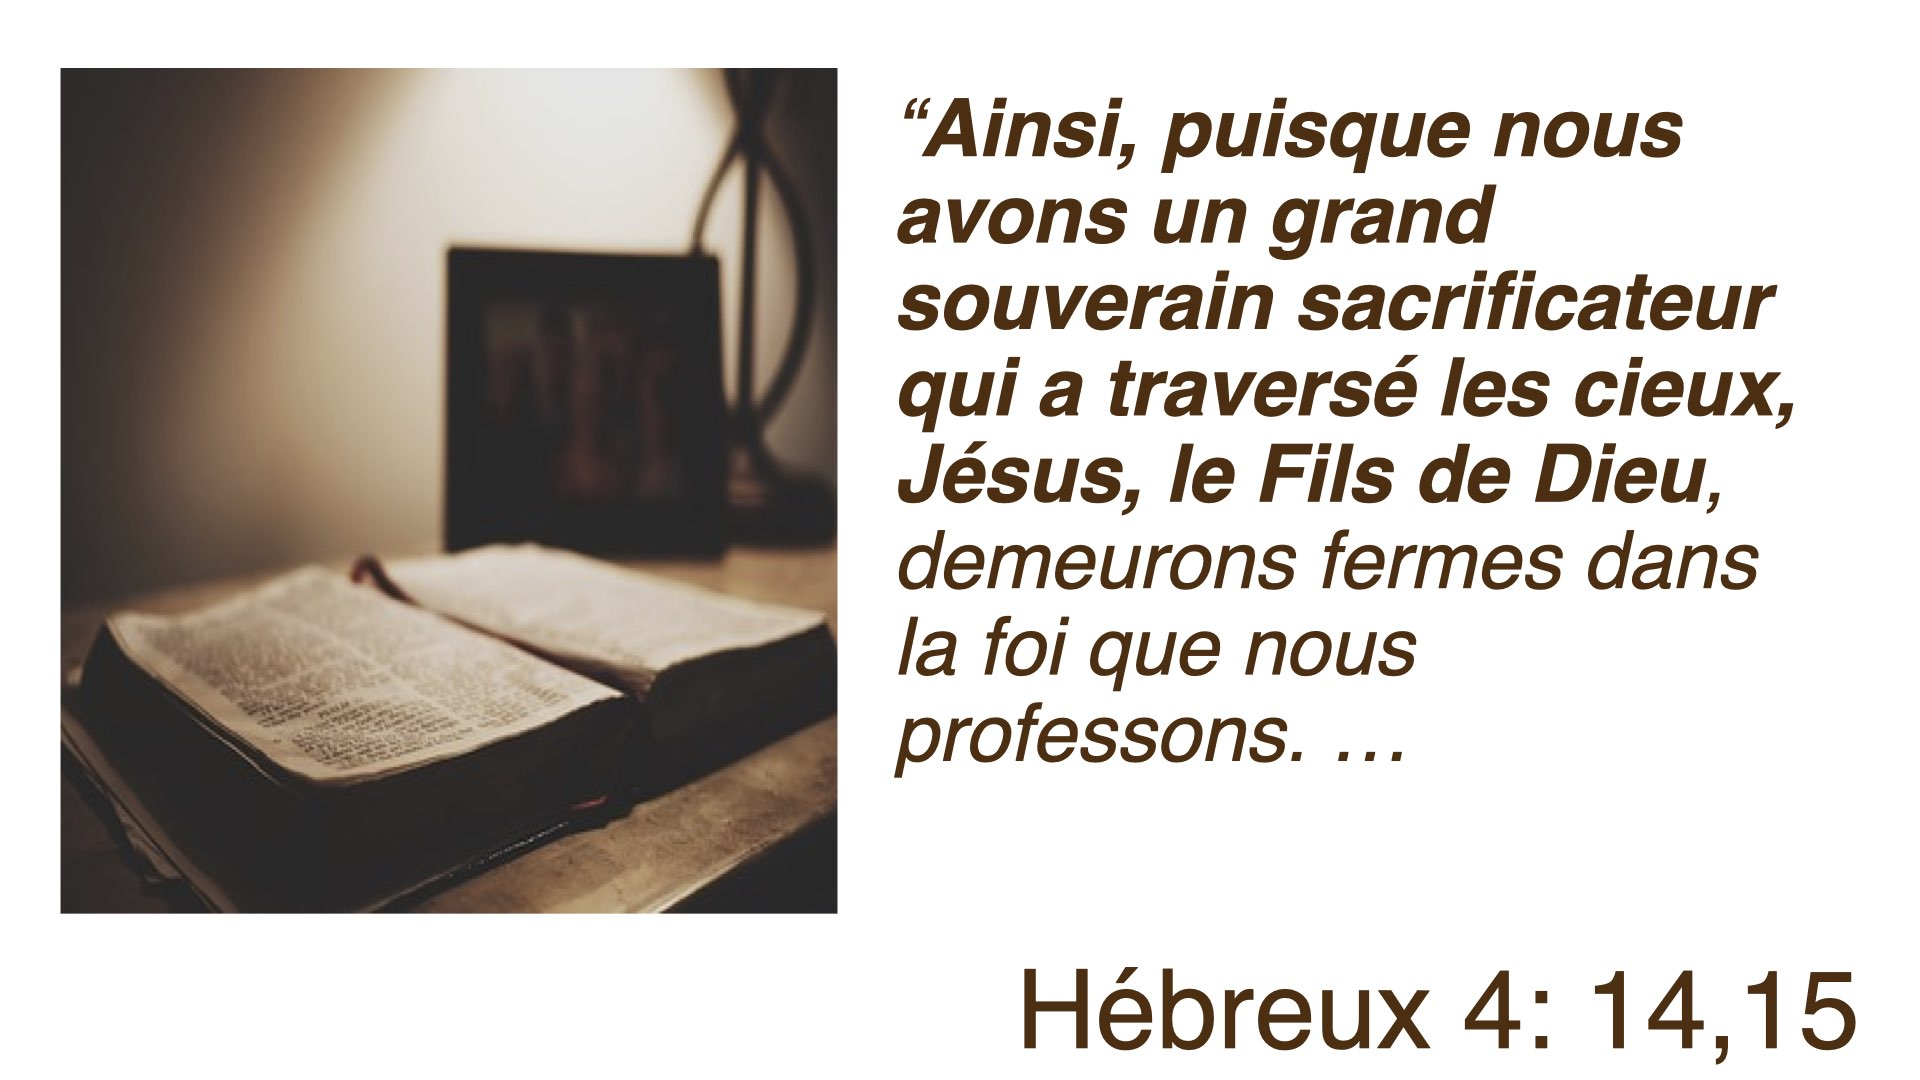 “Ainsi, puisque nous
avons un grand
souverain sacrificateur
qui a traversé les cieux,
Jésus, le Fils de Dieu,
demeurons fermes dans
la foi que nous
professons. …
Hébreux 4: 14,15